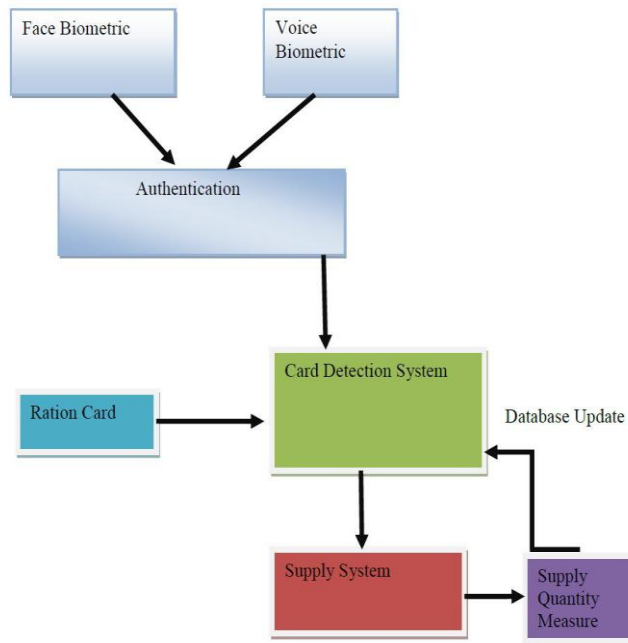 Face Biometric
Voice
Biometric
Authentication
Card Detection System
Ration Card
Database Update
Supply System
Supply
Quantity
Measure